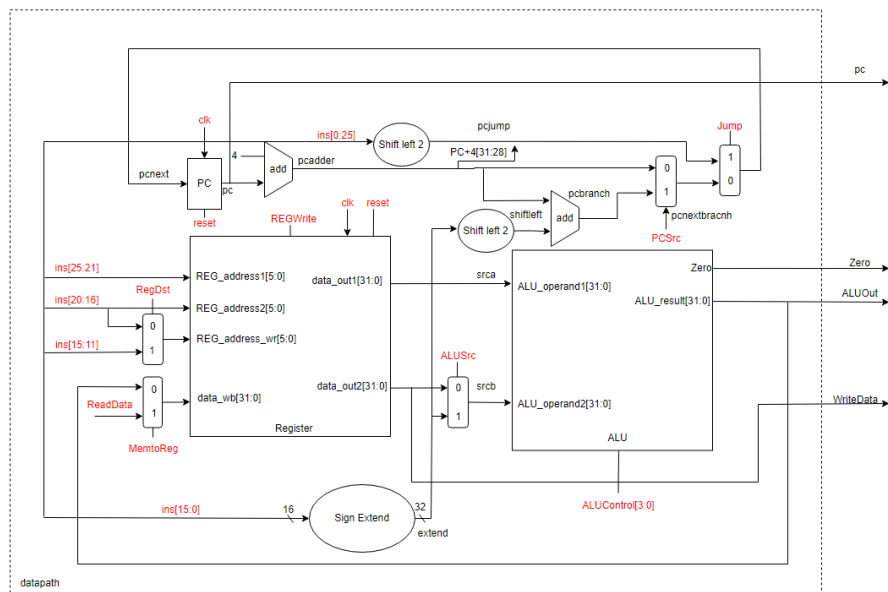 pc
clk
Jump
ins[0:25]
Shift left 2
pcjump
PC+4[31:28]
1
0
4
add
pcadder
pcnext
PC
pc
0
1
reset
REGWrite
clk
reset
shiftleft
pcbranch
add
Shift left 2
pcnextbracnh
PCSrc
ins[25:21]
REG_address1[5:0]
data_out1[31:0]
srca
ALU_operand1[31:0]
Zero
Zero
RegDst
ins[20:16]
REG_address2[5:0]
ALU_result[31:0]
ALUOut
0
1
REG_address_wr[5:0]
ins[15:11]
ALUSrc
0
1
data_out2[31:0]
srcb
ReadData
0
1
data_wb[31:0]
ALU_operand2[31:0]
WriteData
Register
ALU
MemtoReg
ins[15:0]
16
Sign Extend
32
extend
ALUControl[3:0]
datapath